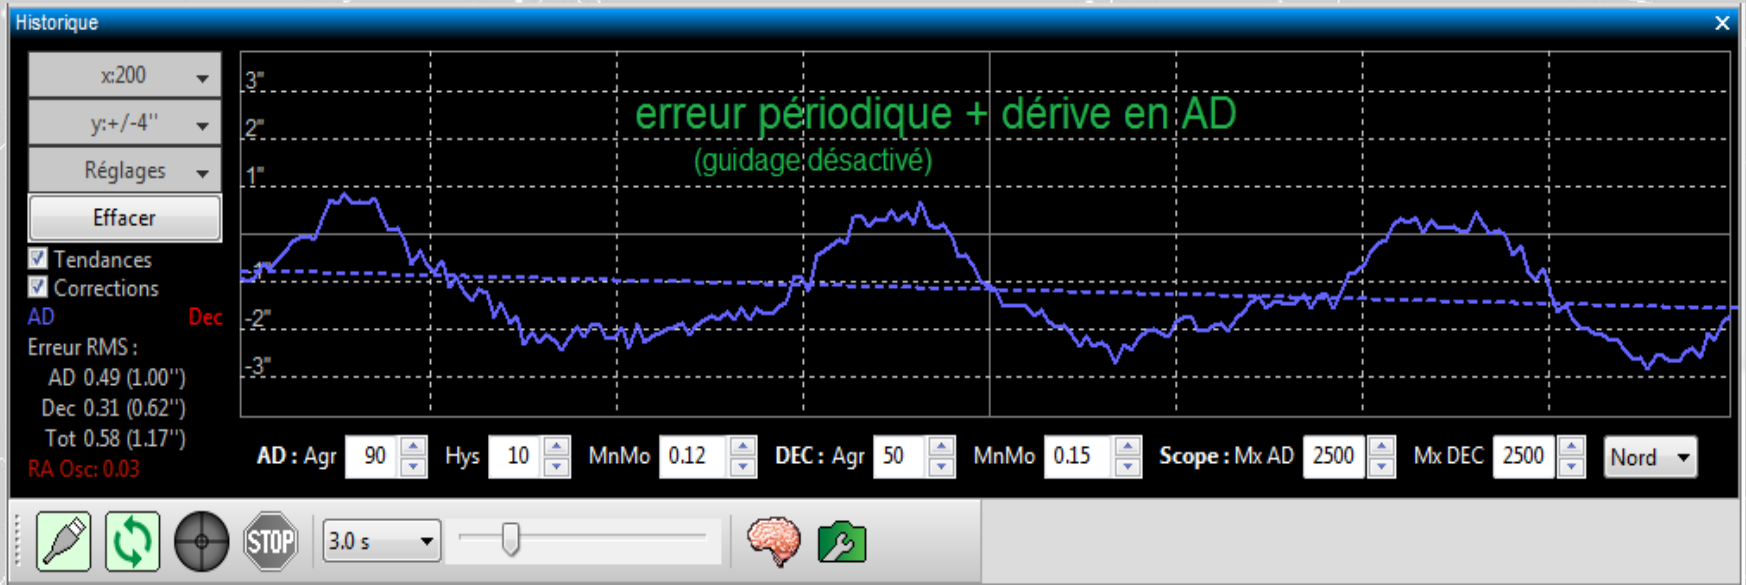 Historique
x:200
y:+/-4''
Réglages
Effacer
Tendances
Corrections
AD Dec
Erreur RMS :
AD 0.49 (1.00'')
Dec 0.31 (0.62'')
Tot 0.58 (1.17'')
RA Osc: 0.03
3"
2"
1"
-1"
-2"
-3"
erreur périodique + dérive en AD
(guidage désactivé)
AD : Agr 90 Hys 10 MnMo 0.12 DEC : Agr 50 MnMo 0.15 Scope : Mx AD 2500 Mx DEC 2500 Nord
STOP 3.0 s